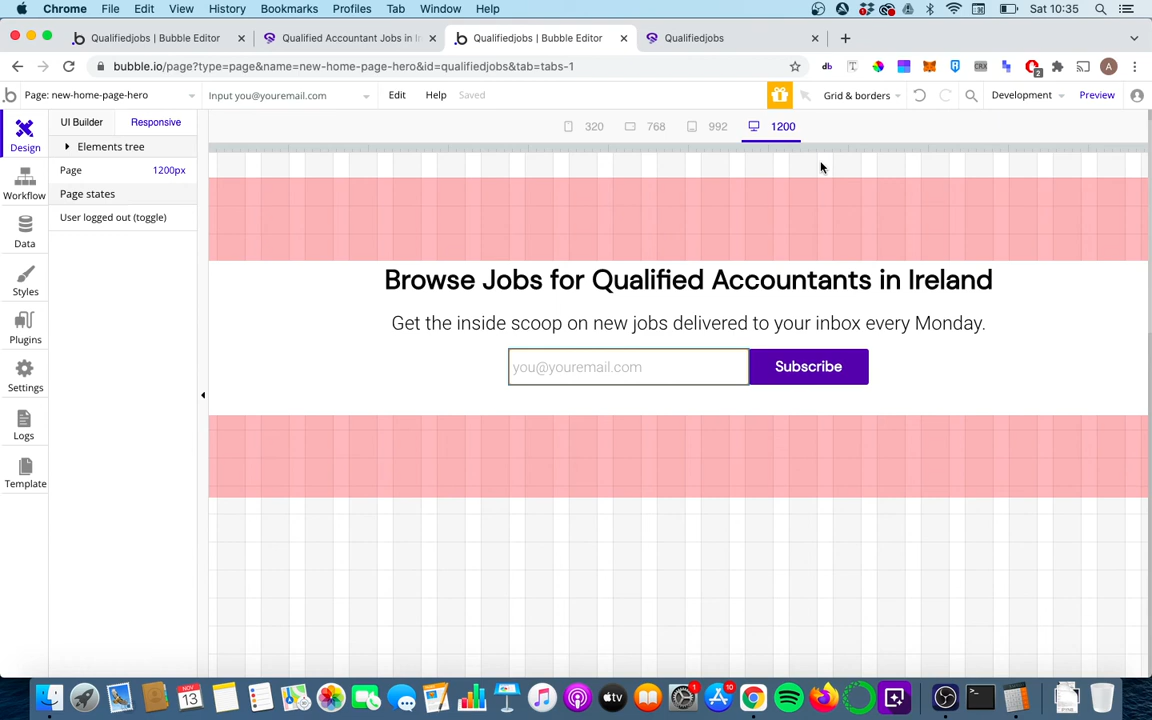 Chrome File Edit View History Bookmarks Profiles Tab Window Help Sat 10:35
Qualifiedjobs | Bubble Editor Qualified Accountant Jobs in Qualifiedjobs | Bubble Editor Qualifiedjobs
bubble.io/page?type=page&name=new-home-page-hero&id=qualifiedjobs&tab=tabs-1
Page: new-home-page-hero Input you@youremail.com Edit Help Saved Grid & borders Development Preview
UI Builder Responsive 320 768 992 1200
Design
Elements tree
Page 1200px
Page states
User logged out (toggle)
Workflow
Data
Styles
Plugins
Settings
Logs
Template
Browse Jobs for Qualified Accountants in Ireland
Get the inside scoop on new jobs delivered to your inbox every Monday.
you@youremail.com Subscribe